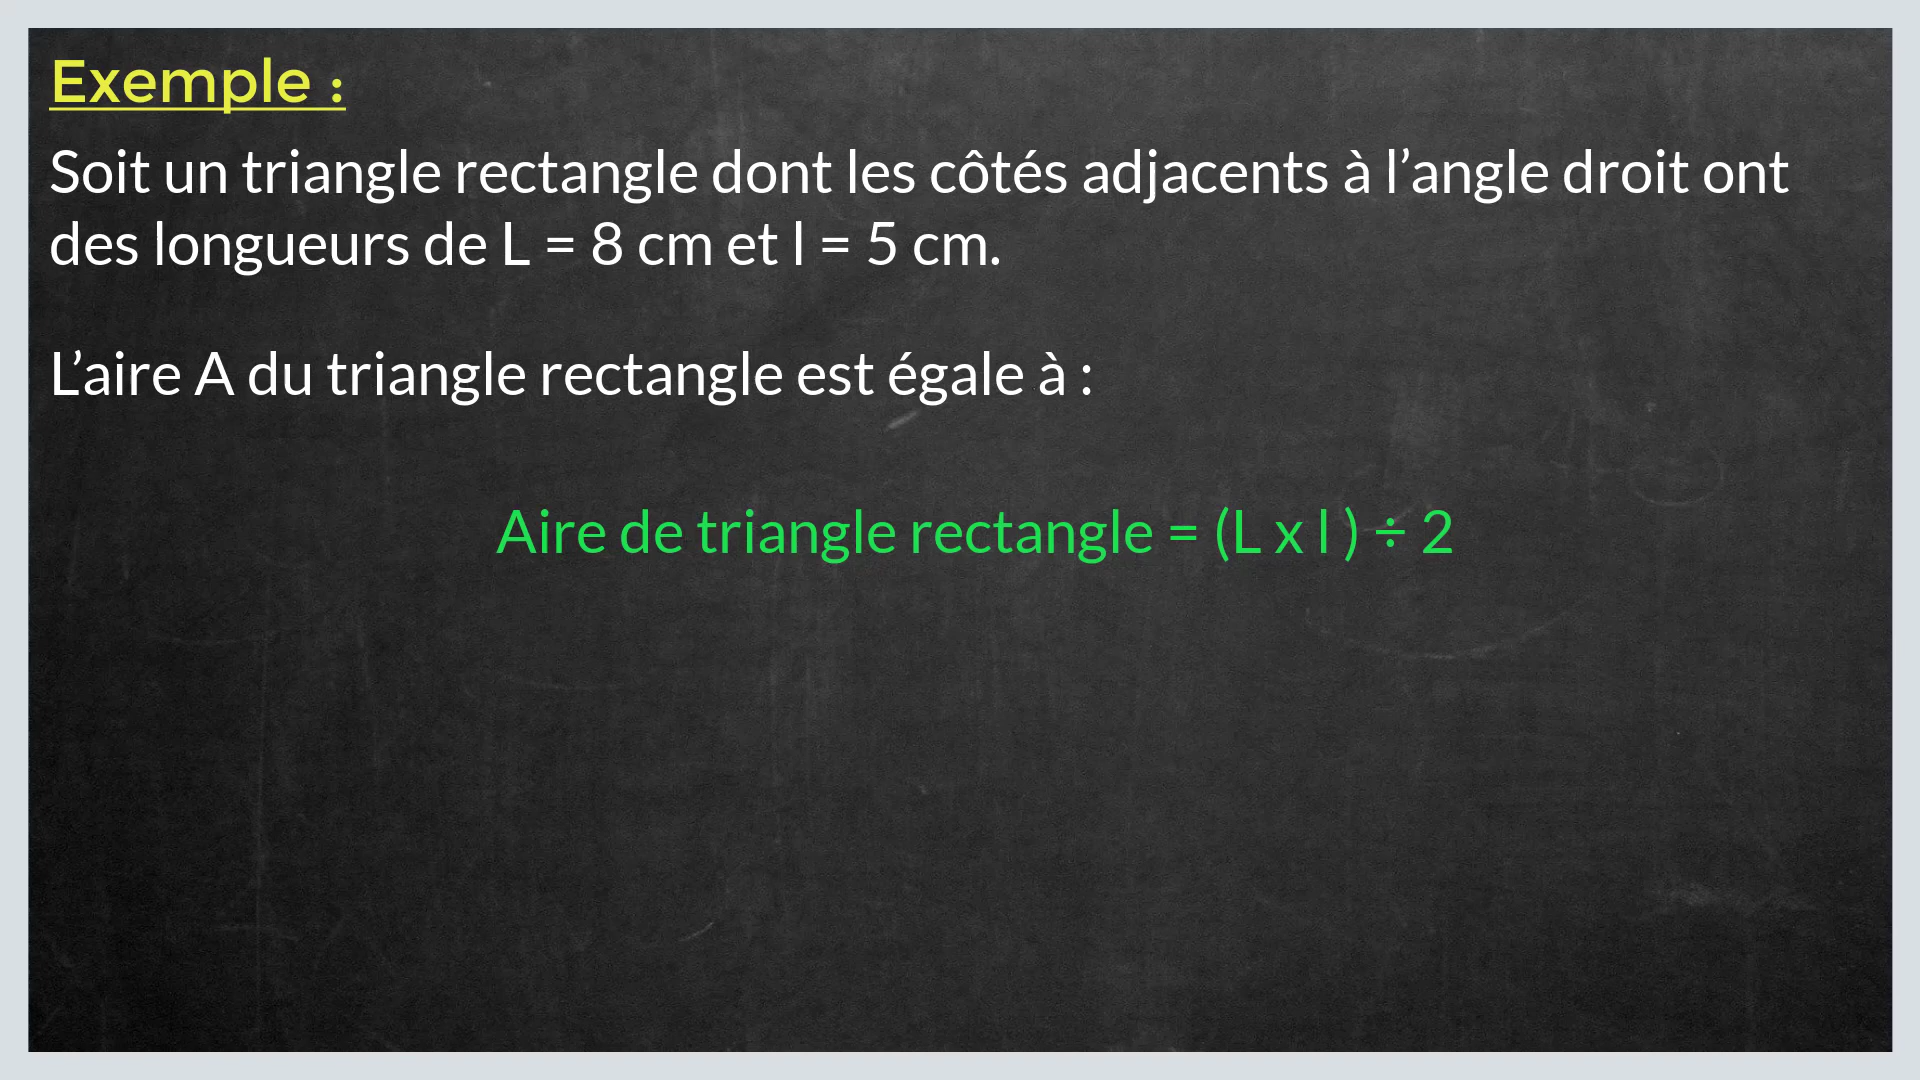 Exemple :
Soit un triangle rectangle dont les côtés adjacents à l’angle droit ont
des longueurs de L = 8 cm et l = 5 cm.
L’aire A du triangle rectangle est égale à :
Aire de triangle rectangle = (L x l ) ÷ 2